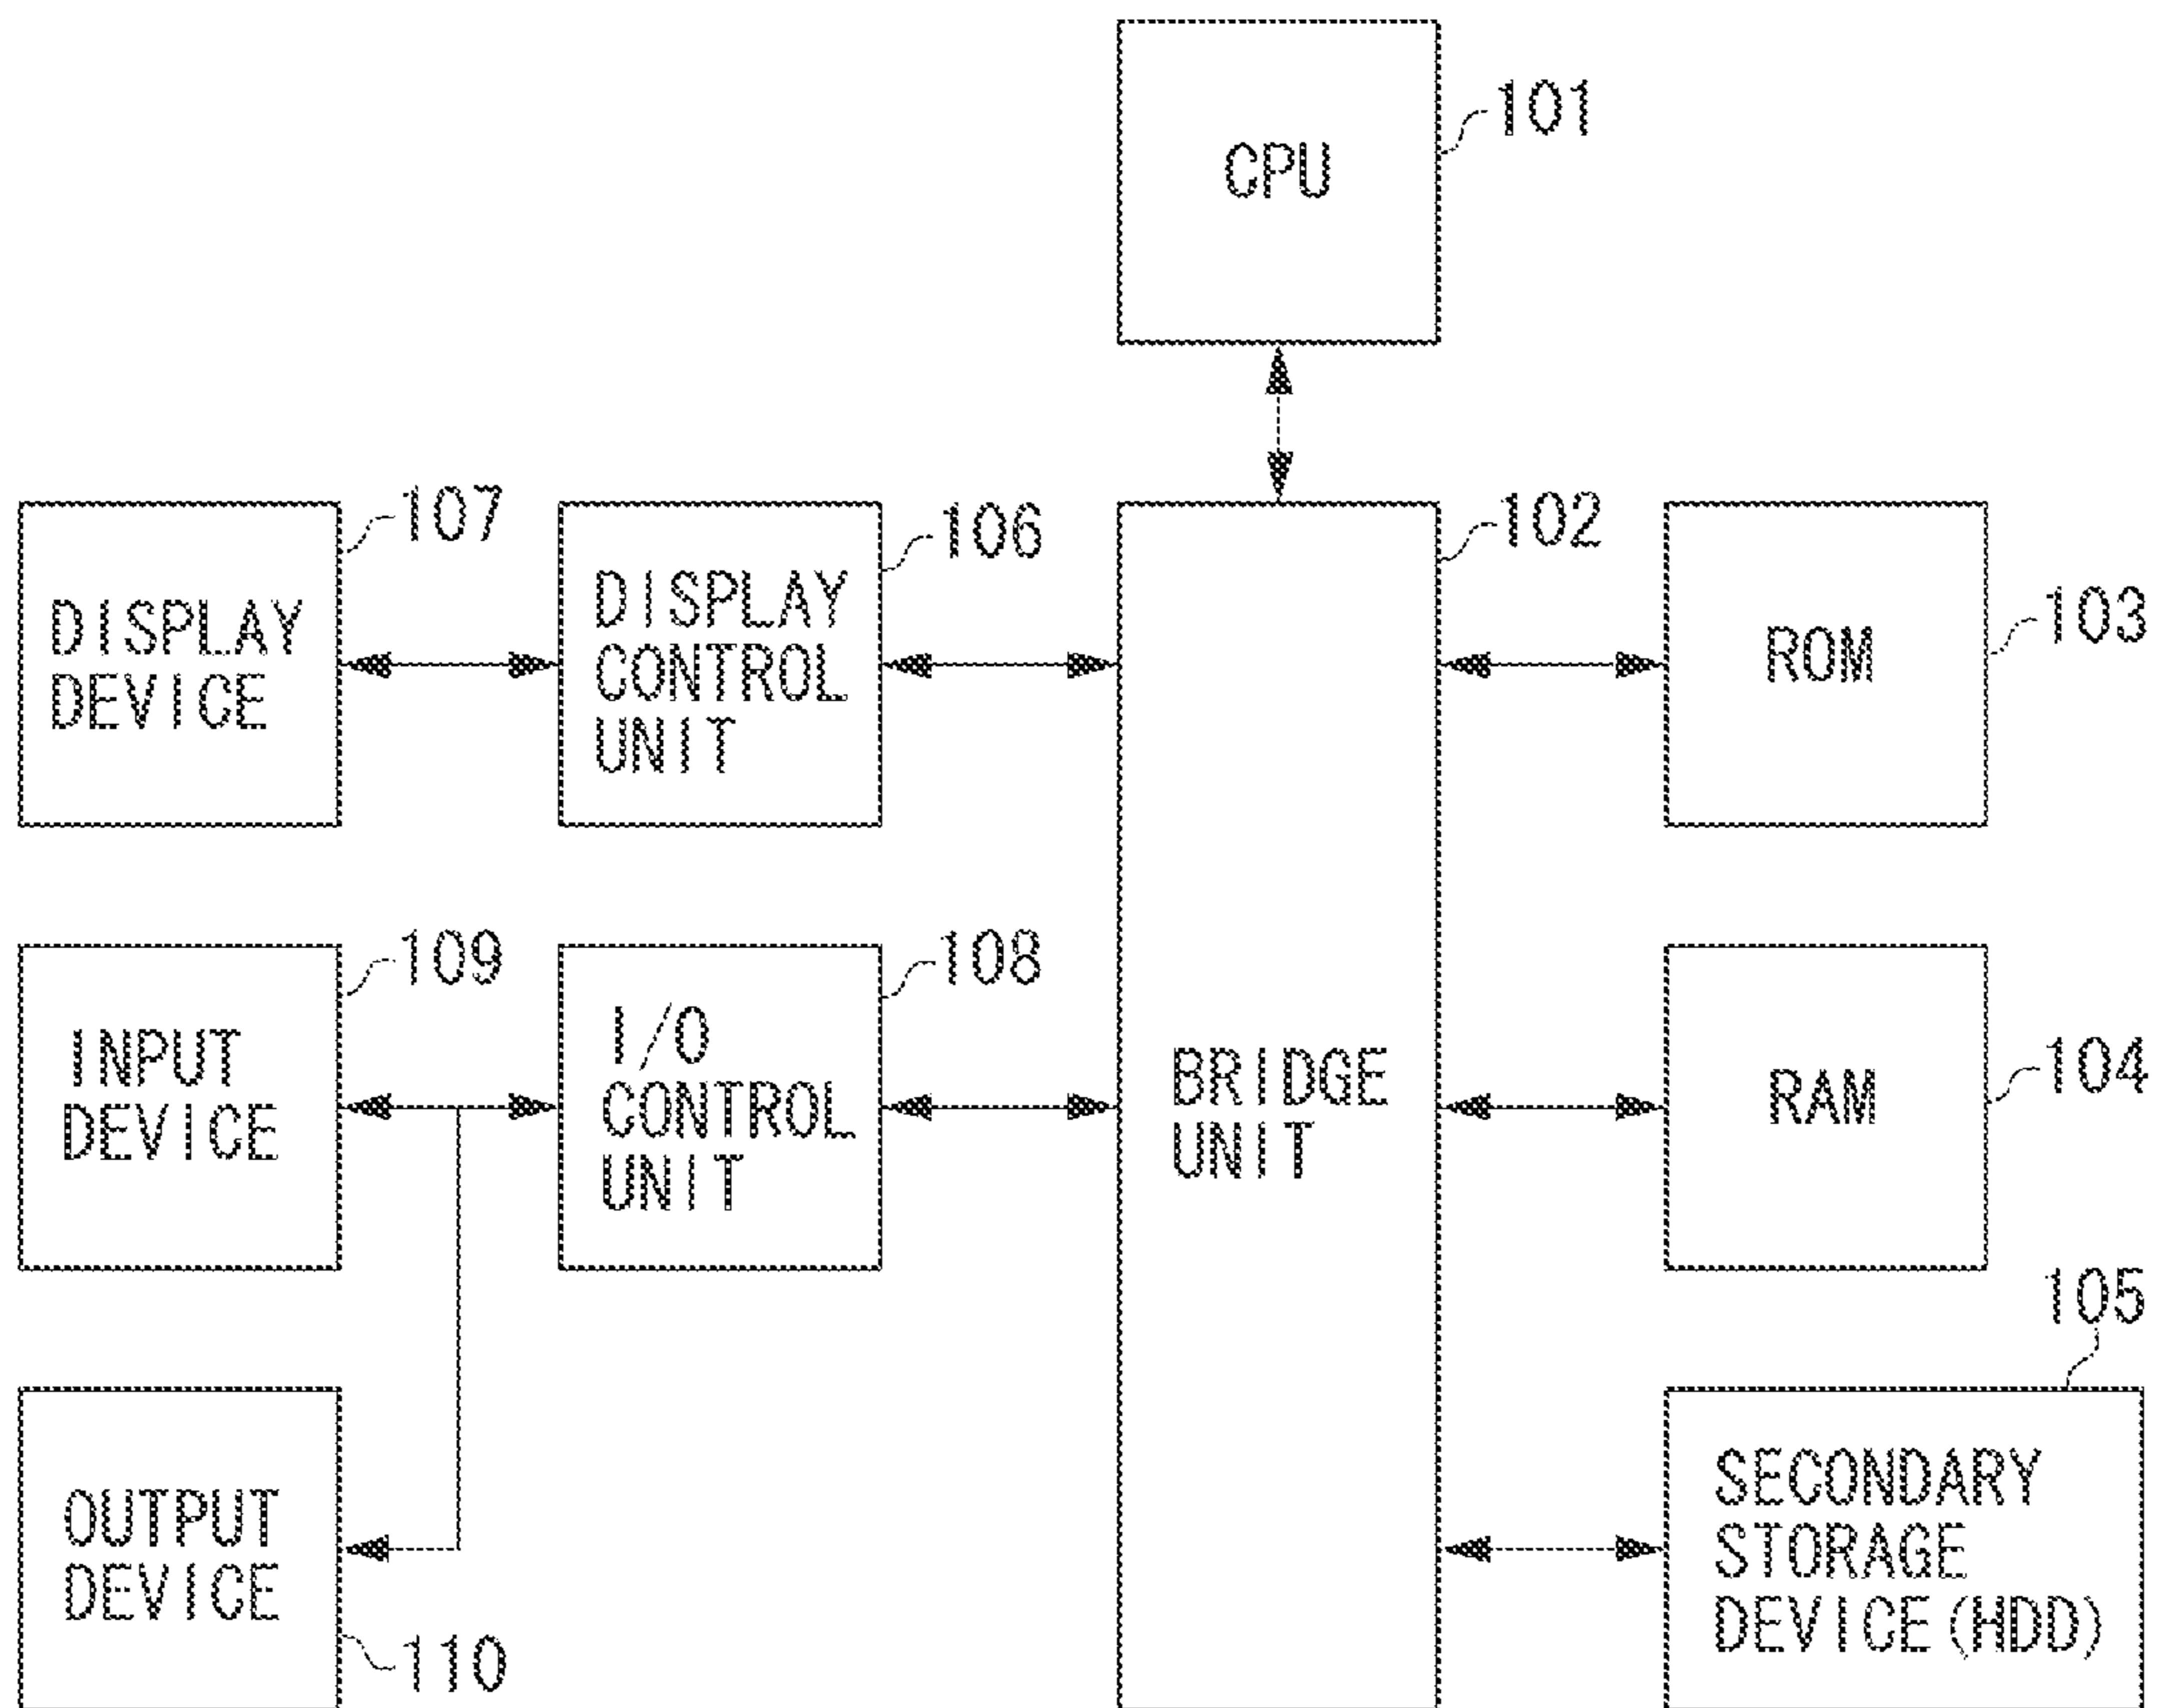 CPU
101
107
DISPLAY
DEVICE
106
DISPLAY
CONTROL
UNIT
102
BRIDGE
UNIT
ROM
103
109
INPUT
DEVICE
108
I/O
CONTROL
UNIT
RAM
104
OUTPUT
DEVICE
110
105
SECONDARY
STORAGE
DEVICE(HDD)